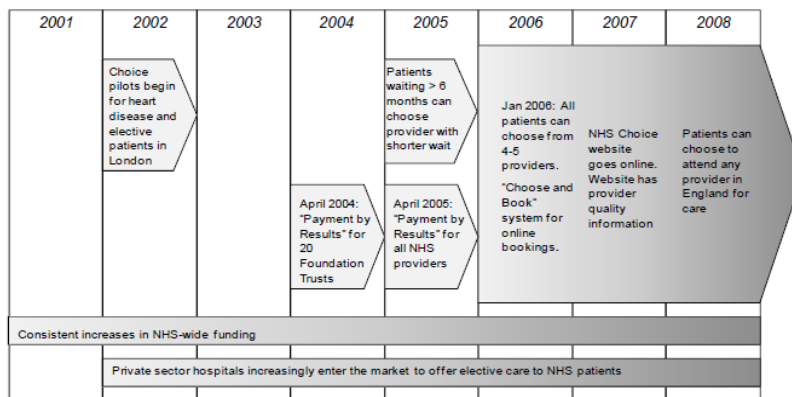 2001 2002 2003 2004 2005 2006 2007 2008
Choice
pilots begin
for heart
disease and
elective
patients in
London
Patients
waiting > 6
months can
choose
provider with
shorter wait
April 2004:
"Payment by
Results" for
20
Foundation
Trusts
April 2005:
"Payment by
Results" for
all NHS
providers
Jan 2006: All
patients can
choose from
4-5
providers.
"Choose and
Book"
system for
online
bookings.
NHS Choice
website
goes online.
Website has
provider
quality
information
Patients can
choose to
attend any
provider in
England for
care
Consistent increases in NHS-wide funding
Private sector hospitals increasingly enter the market to offer elective care to NHS patients